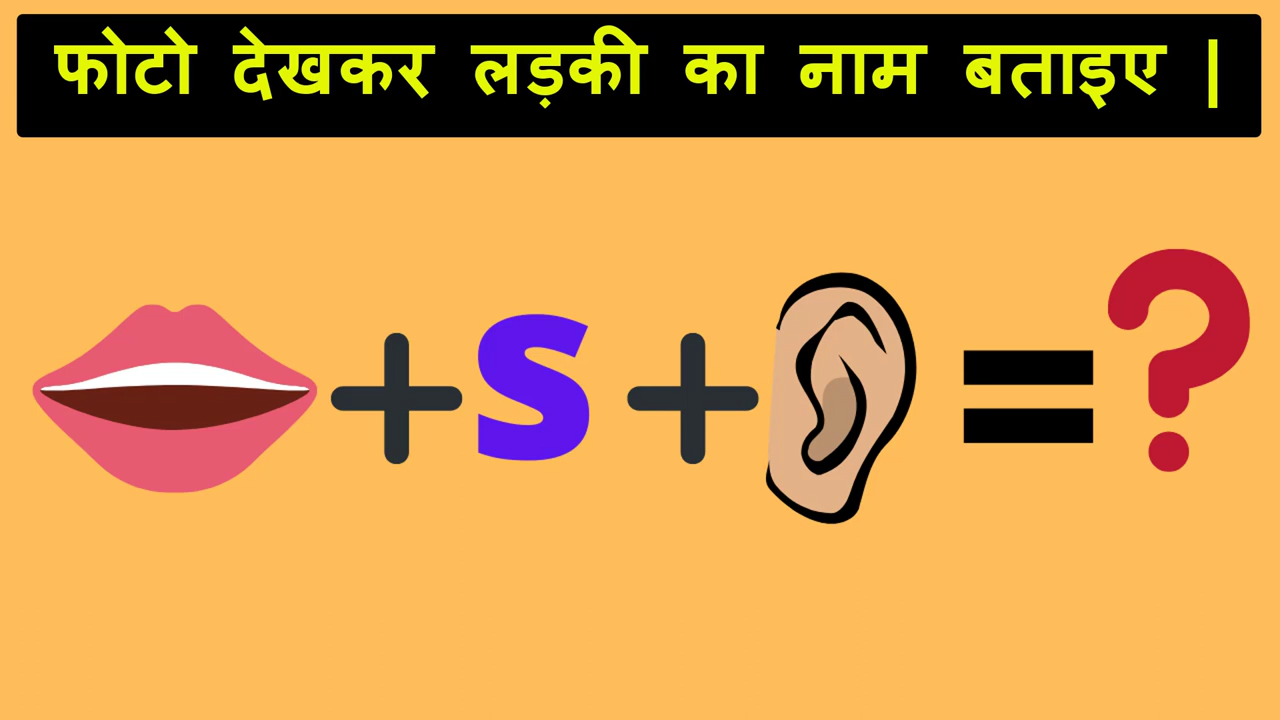 फोटो देखकर लड़की का नाम बताइए |
+ s + = ?